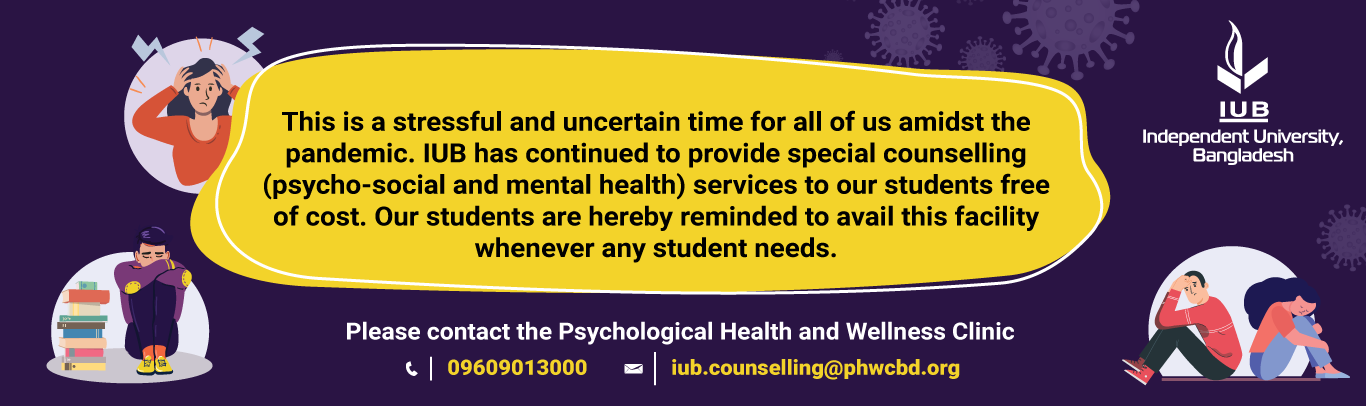 This is a stressful and uncertain time for all of us amidst the
pandemic. IUB has continued to provide special counselling
(psycho-social and mental health) services to our students free
of cost. Our students are hereby reminded to avail this facility
whenever any student needs.
Please contact the Psychological Health and Wellness Clinic
09609013000
iub.counselling@phwcbd.org
IUB
Independent University,
Bangladesh